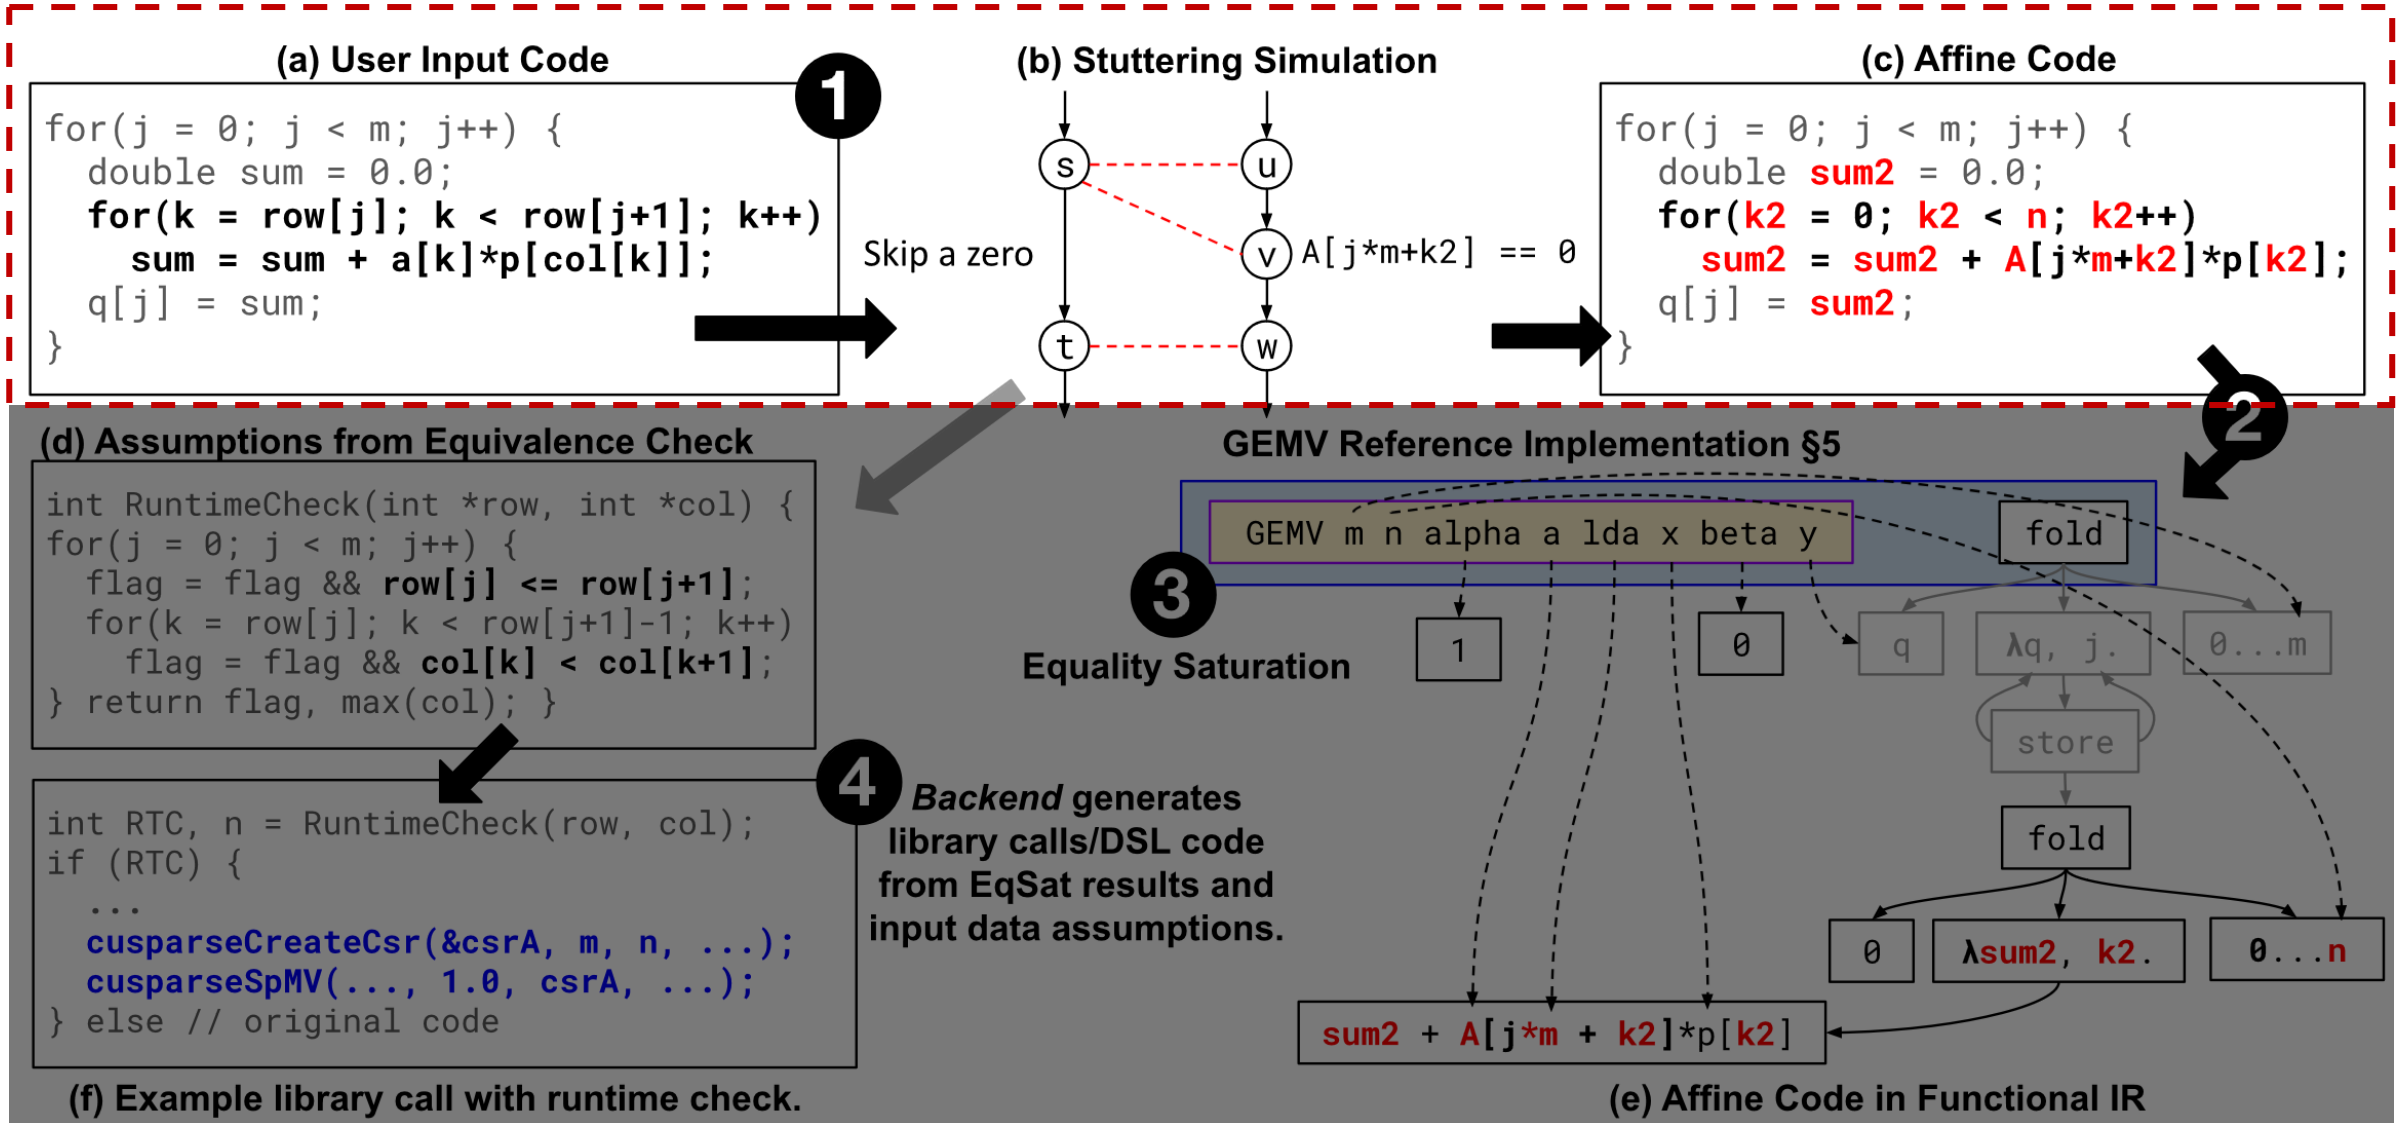 (a) User Input Code
1
for(j = 0; j < m; j++) {
  double sum = 0.0;
  for(k = row[j]; k < row[j+1]; k++)
    sum = sum + a[k]*p[col[k]];
  q[j] = sum;
}
(b) Stuttering Simulation
s
u
Skip a zero
v
A[j*m+k2] == 0
t
w
(c) Affine Code
for(j = 0; j < m; j++) {
  double sum2 = 0.0;
  for(k2 = 0; k2 < n; k2++)
    sum2 = sum2 + A[j*m+k2]*p[k2];
  q[j] = sum2;
}
2
(d) Assumptions from Equivalence Check
int RuntimeCheck(int *row, int *col) {
for(j = 0; j < m; j++) {
  flag = flag && row[j] <= row[j+1];
  for(k = row[j]; k < row[j+1]-1; k++)
    flag = flag && col[k] < col[k+1];
} return flag, max(col); }
GEMV Reference Implementation §5
GEMV m n alpha a lda x beta y
fold
3
Equality Saturation
1
0
q
λq, j.
0...m
store
fold
0
λsum2, k2.
0...n
sum2 + A[j*m + k2]*p[k2]
(e) Affine Code in Functional IR
4
Backend generates
library calls/DSL code
from EqSat results and
input data assumptions.
int RTC, n = RuntimeCheck(row, col);
if (RTC) {
  ...
  cusparseCreateCsr(&csrA, m, n, ...);
  cusparseSpMV(..., 1.0, csrA, ...);
} else // original code
(f) Example library call with runtime check.